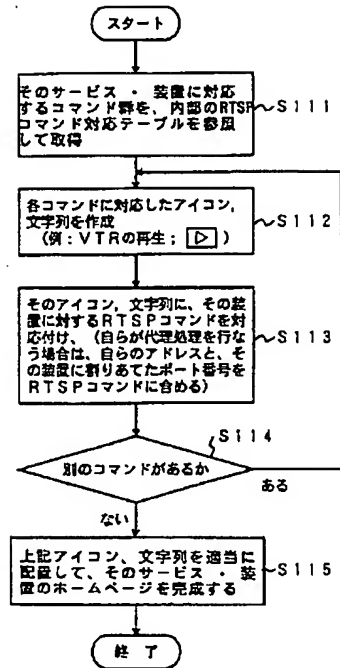 スタート
そのサービス・装置に対応
するコマンド群を、内部のRTSP
コマンド対応テーブルを参照
して取得
S111
各コマンドに対応したアイコン,
文字列を作成
(例：VTRの再生； ▷ )
S112
そのアイコン,文字列に、その装
置に対するRTSPコマンドを対
応付け、(自らが代理処理を行な
う場合は、自らのアドレスと、そ
の装置に割りあてたポート番号を
RTSPコマンドに含める)
S113
S114
別のコマンドがあるか
ある
ない
上記アイコン、文字列を適当に
配置して、そのサービス・装
置のホームページを完成する
S115
終了